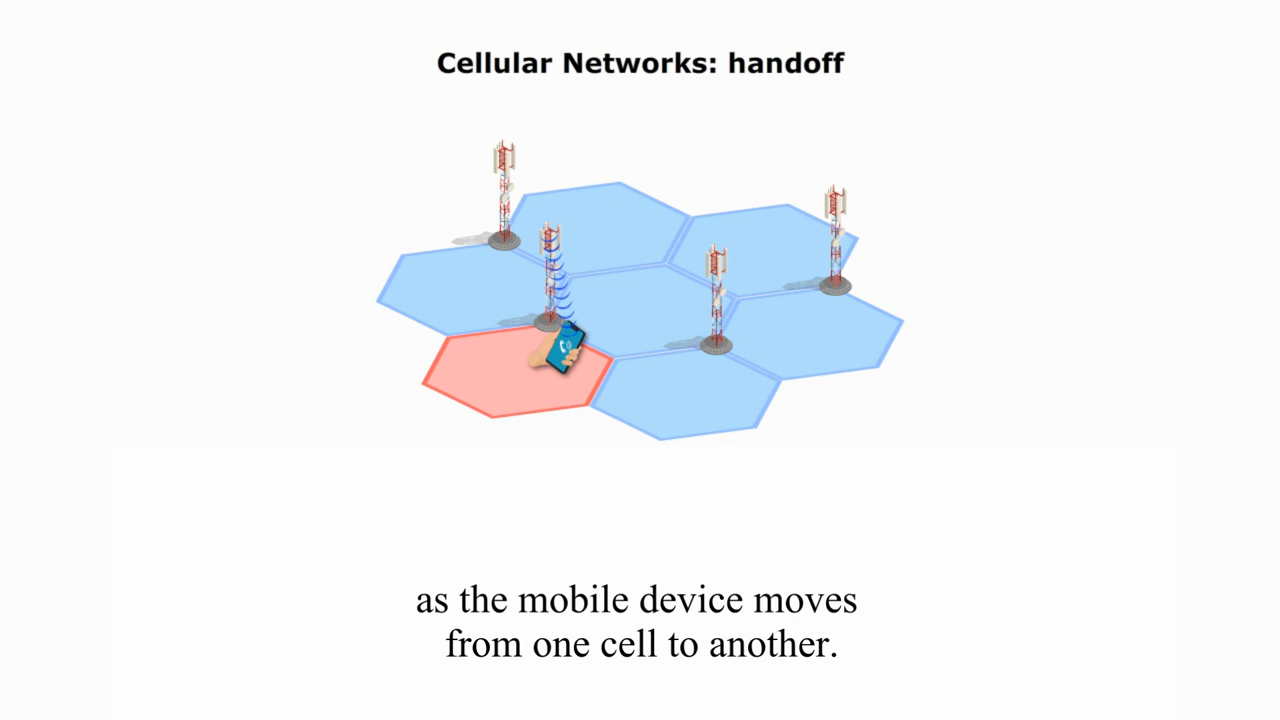 Cellular Networks: handoff
as the mobile device moves
from one cell to another.